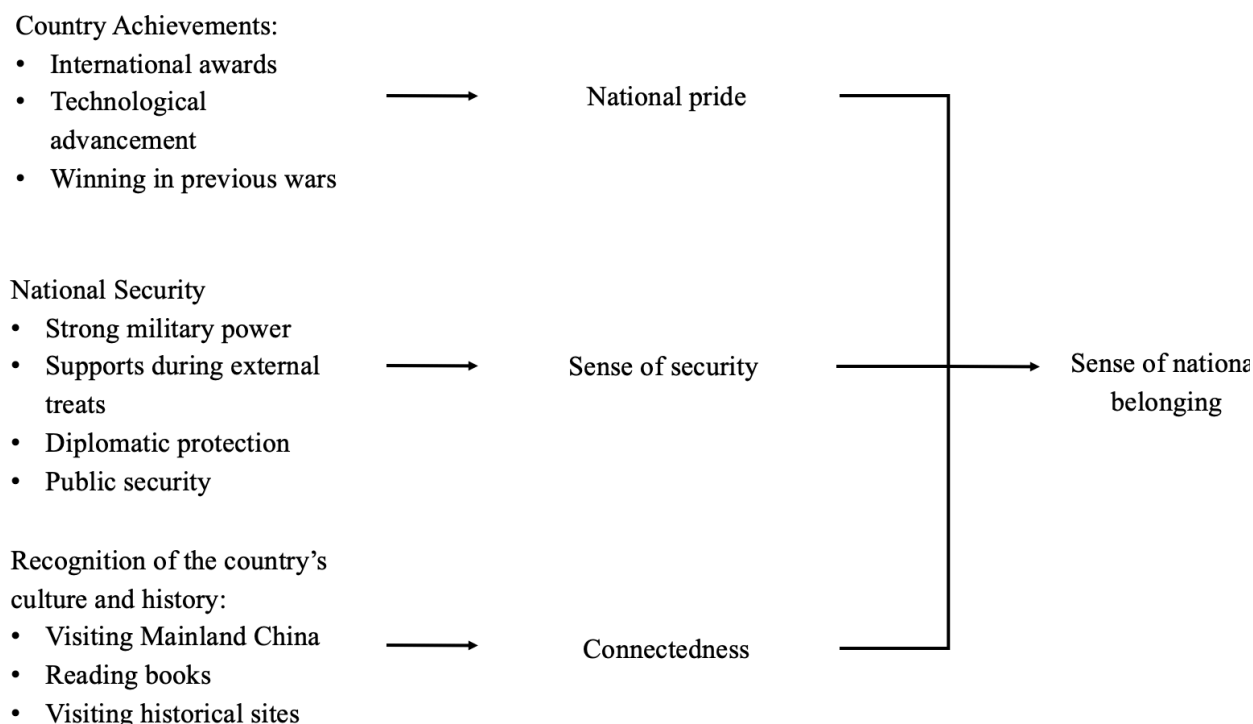 Country Achievements:
• International awards
• Technological
advancement
• Winning in previous wars
National pride
National Security
• Strong military power
• Supports during external
treats
• Diplomatic protection
• Public security
Sense of security
Sense of nationa
belonging
Recognition of the country’s
culture and history:
• Visiting Mainland China
• Reading books
• Visiting historical sites
Connectedness